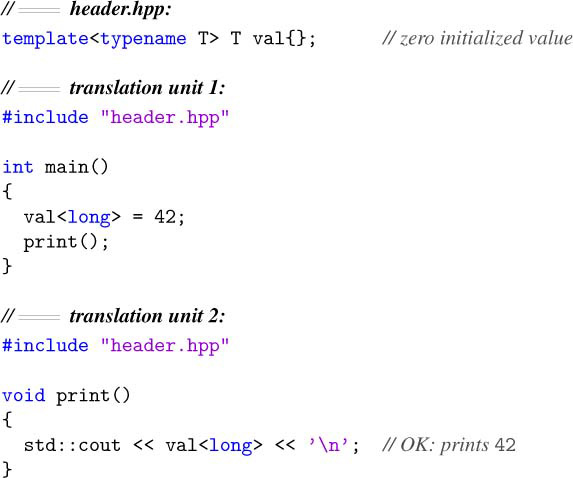 // ==== header.hpp:
template<typename T> T val{}; // zero initialized value
// ==== translation unit 1:
#include "header.hpp"
int main()
{
val<long> = 42;
print();
}
// ==== translation unit 2:
#include "header.hpp"
void print()
{
std::cout << val<long> << '\n'; // OK: prints 42
}